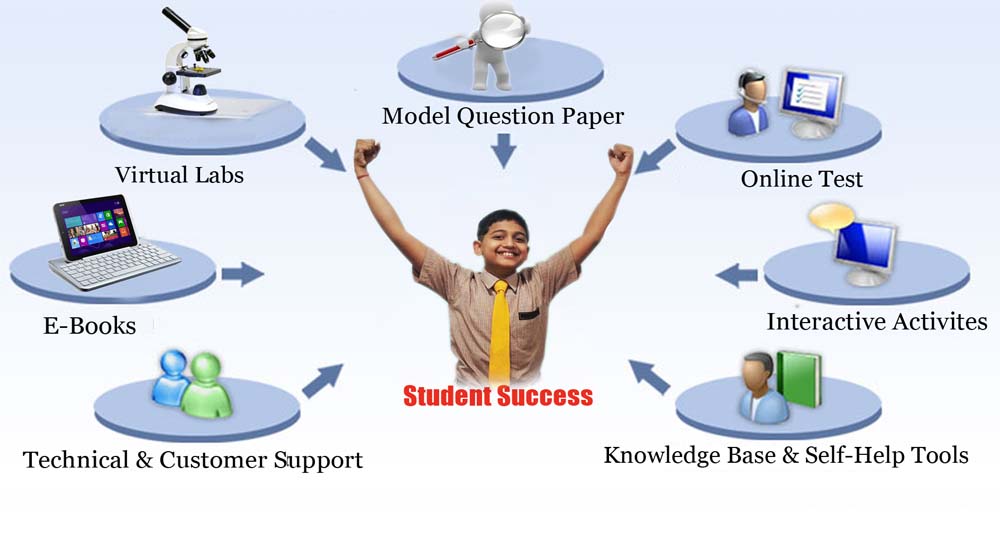 Model Question Paper
Virtual Labs
Online Test
E-Books
Interactive Activites
Student Success
Technical & Customer Support
Knowledge Base & Self-Help Tools